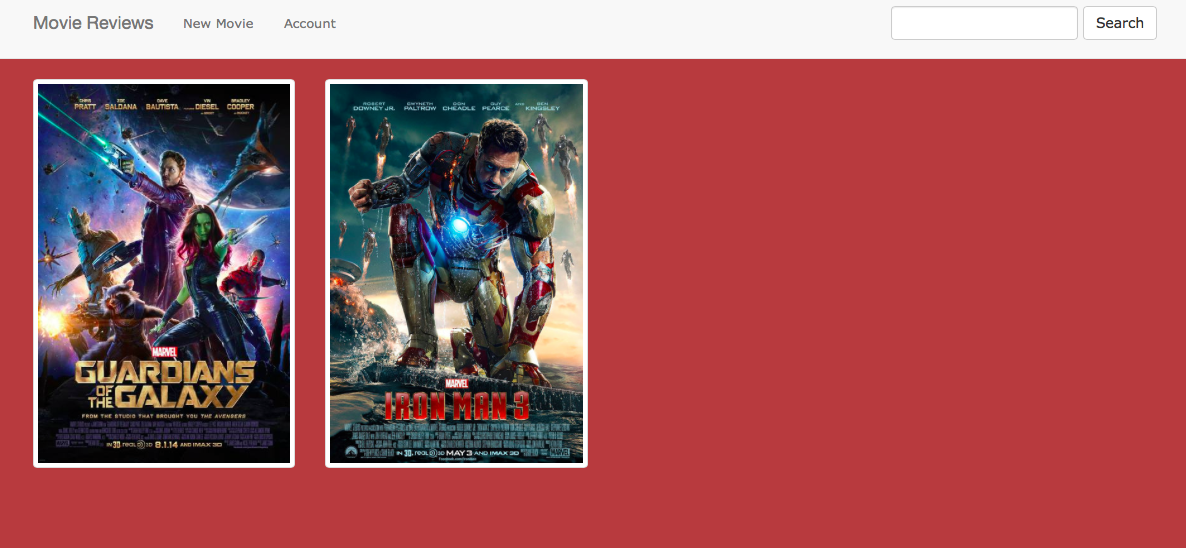 Movie Reviews New Movie Account Search
CHRIS PRATT ZOE SALDANA DAVE BAUTISTA VIN DIESEL BRADLEY COOPER
MARVEL
GUARDIANS
OF THE GALAXY
FROM THE STUDIO THAT BROUGHT YOU THE AVENGERS
IN 3D, REAL D 3D 8.1.14 AND IMAX 3D
ROBERT DOWNEY JR. GWYNETH PALTROW DON CHEADLE GUY PEARCE AND BEN KINGSLEY
MARVEL
IRON MAN 3
IN 3D, REAL D 3D MAY 3 AND IMAX 3D